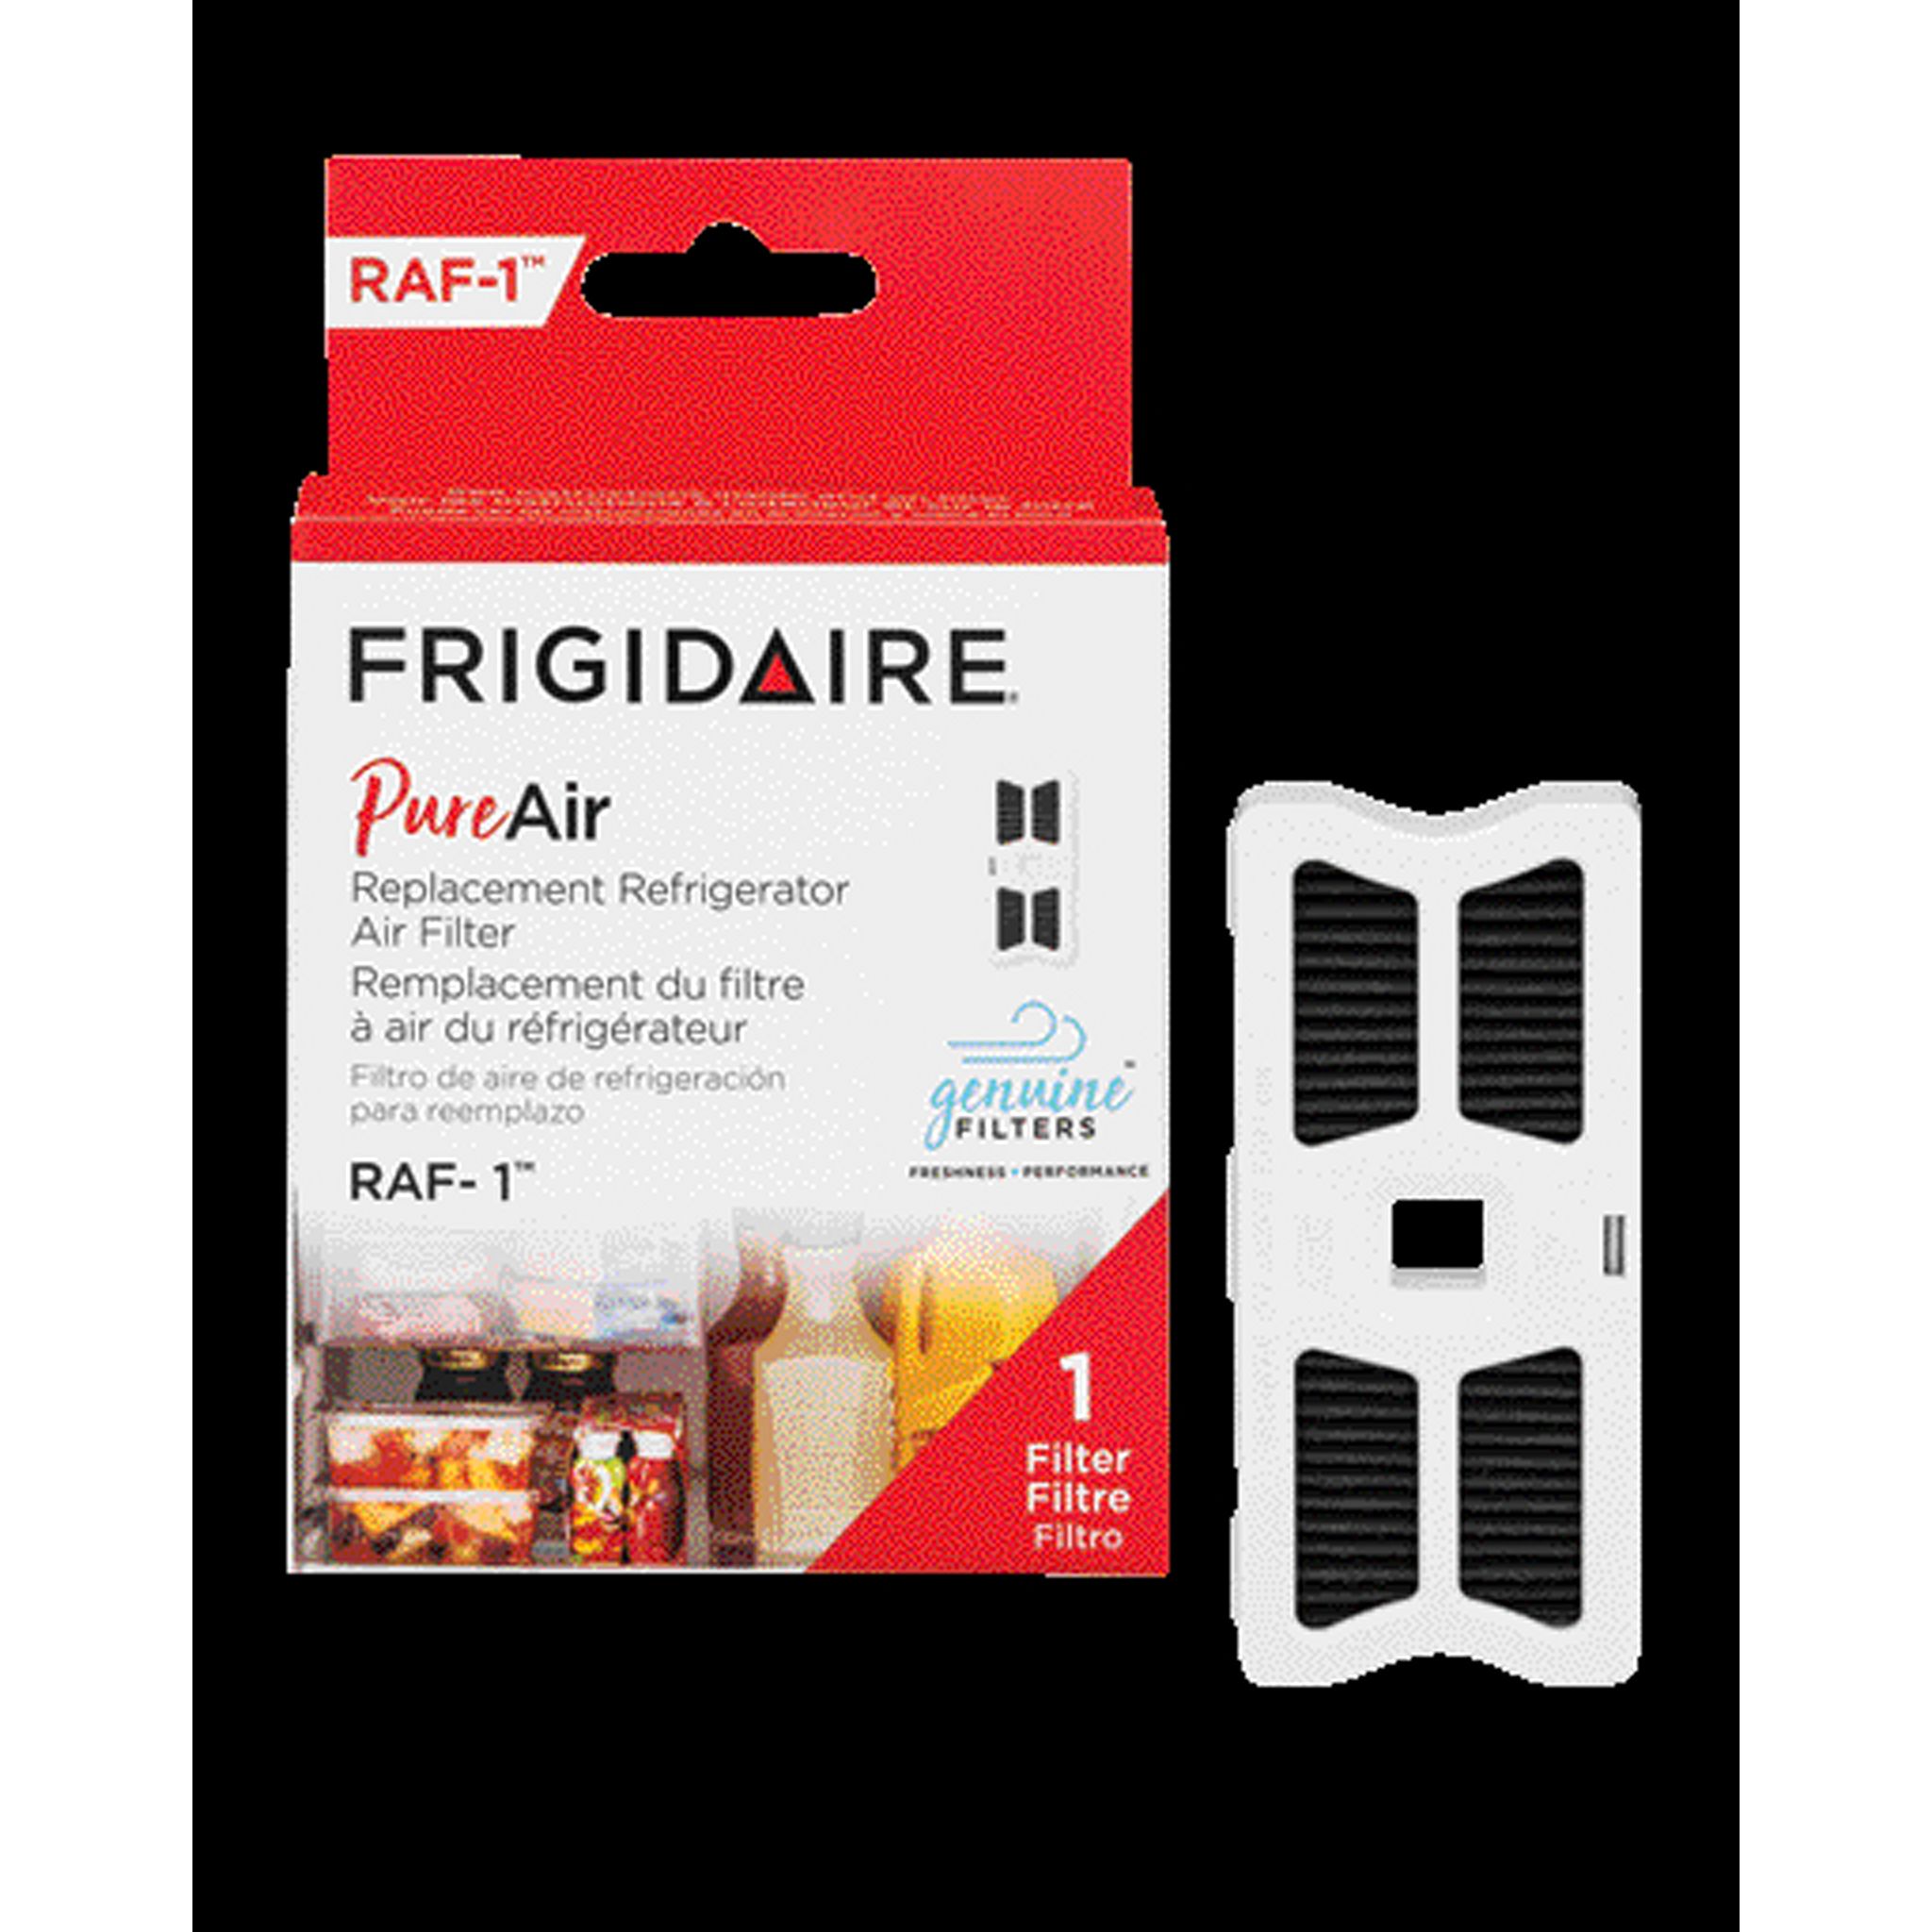 RAF-1™
FRIGIDAIRE
PureAir
Replacement Refrigerator
Air Filter
Remplacement du filtre
à air du réfrigérateur
Filtro de aire de refrigeración
para reemplazo
RAF- 1™
genuine™
FILTERS
FRESHNESS • PERFORMANCE
1
Filter
Filtre
Filtro